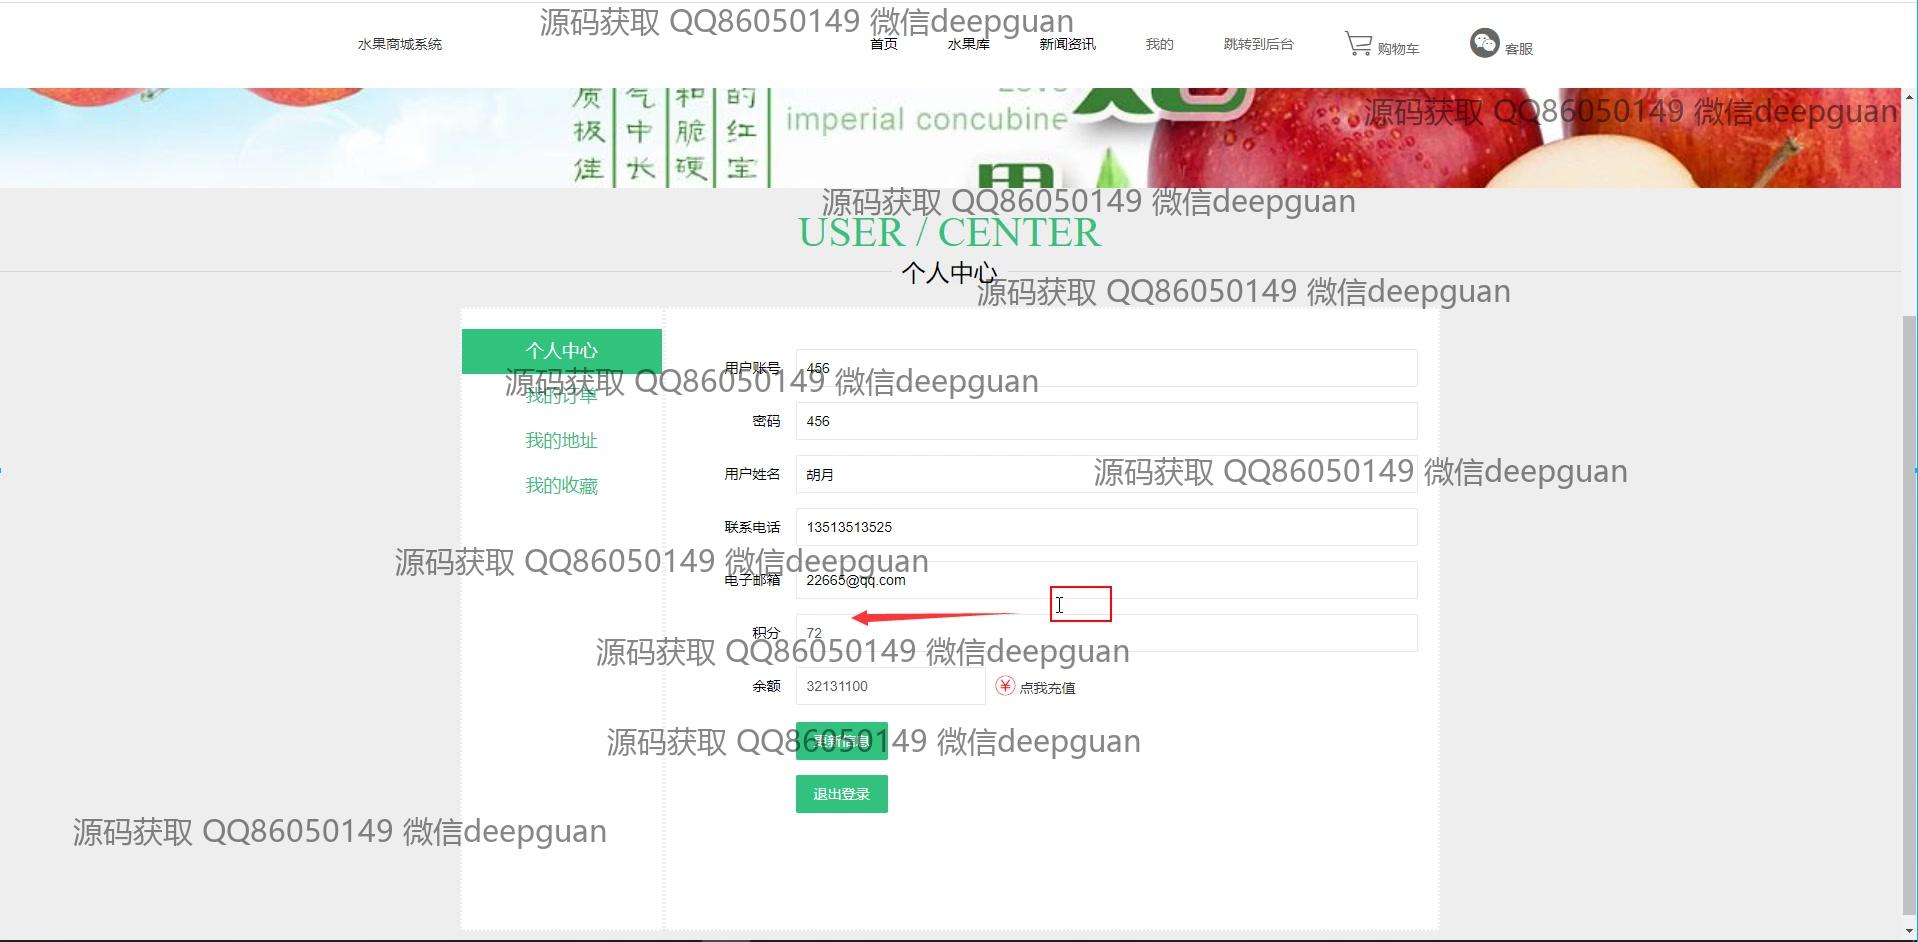 源码获取 QQ86050149 微信deepguan
水果商城系统 首页 水果库 新闻资讯 我的 跳转到后台 购物车 客服
质 气 和 的
极 中 脆 红
佳 长 硬 宝
imperial concubine
源码获取 QQ86050149 微信deepguan
源码获取 QQ86050149 微信deepguan
USER / CENTER
个人中心
源码获取 QQ86050149 微信deepguan
个人中心
我的订单
我的地址
我的收藏
用户账号 456
源码获取 QQ86050149 微信deepguan
密码 456
用户姓名 胡月
源码获取 QQ86050149 微信deepguan
联系电话 13513513525
源码获取 QQ86050149 微信deepguan
电子邮箱 22665@qq.com
积分 72
源码获取 QQ86050149 微信deepguan
余额 32131100 ¥ 点我充值
更新信息
源码获取 QQ86050149 微信deepguan
退出登录
源码获取 QQ86050149 微信deepguan